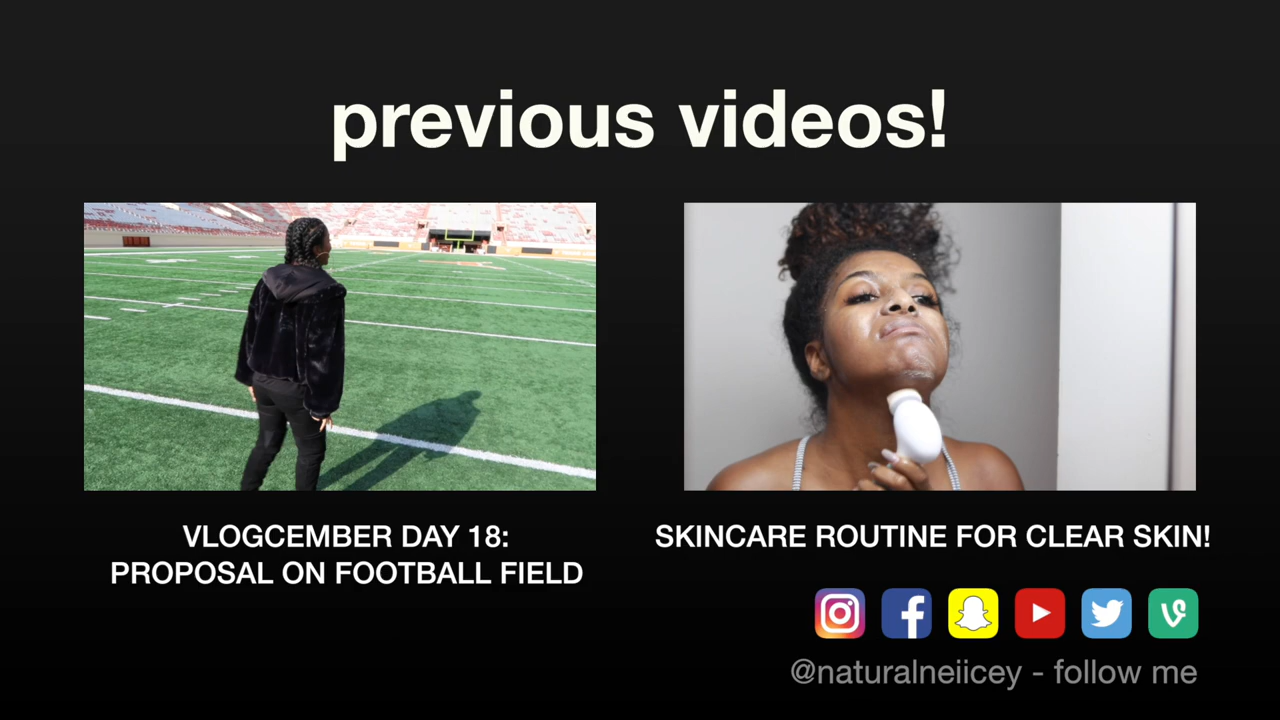 previous videos!
VLOGCEMBER DAY 18:
PROPOSAL ON FOOTBALL FIELD
SKINCARE ROUTINE FOR CLEAR SKIN!
@naturalneiicey - follow me